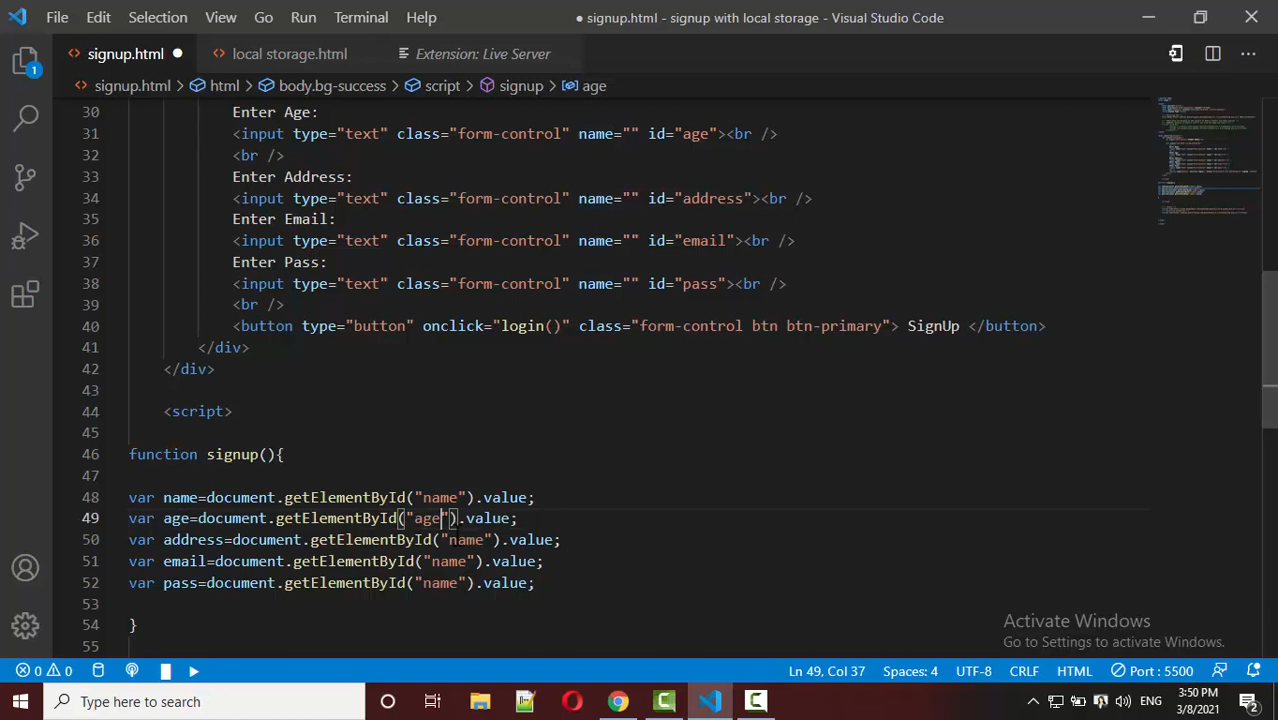 File Edit Selection View Go Run Terminal Help ● signup.html - signup with local storage - Visual Studio Code
signup.html local storage.html Extension: Live Server
signup.html › html › body.bg-success › script › signup › age
1
30 Enter Age:
31 <input type="text" class="form-control" name="" id="age"><br />
32 <br />
33 Enter Address:
34 <input type="text" class="form-control" name="" id="address"><br />
35 Enter Email:
36 <input type="text" class="form-control" name="" id="email"><br />
37 Enter Pass:
38 <input type="text" class="form-control" name="" id="pass"><br />
39 <br />
40 <button type="button" onclick="login()" class="form-control btn btn-primary"> SignUp </button>
41 </div>
42 </div>
43
44 <script>
45
46 function signup(){
47
48 var name=document.getElementById("name").value;
49 var age=document.getElementById("age").value;
50 var address=document.getElementById("name").value;
51 var email=document.getElementById("name").value;
52 var pass=document.getElementById("name").value;
53
54 }
55
Activate Windows
Go to Settings to activate Windows.
0 0 Ln 49, Col 37 Spaces: 4 UTF-8 CRLF HTML Port : 5500
Type here to search ENG 3:50 PM
3/8/2021 2